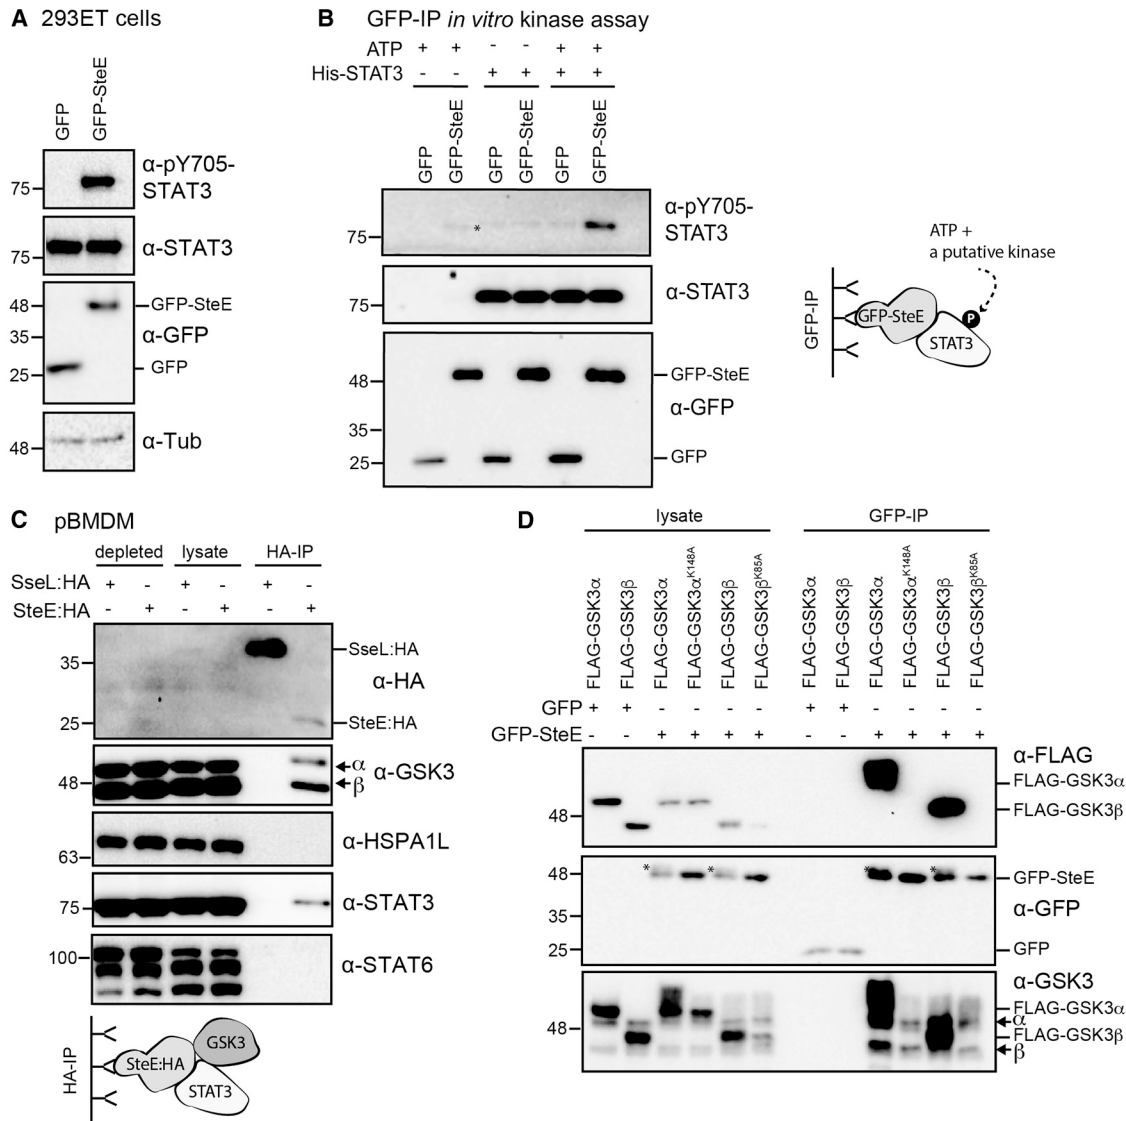 A 293ET cells
GFP
GFP-SteE
75
α-pY705-
STAT3
75
α-STAT3
48
GFP-SteE
35
α-GFP
25
GFP
48
α-Tub
B GFP-IP in vitro kinase assay
ATP + + - - + +
His-STAT3 - - + + + +
GFP
GFP-SteE
GFP
GFP-SteE
GFP
GFP-SteE
75
*
α-pY705-
STAT3
75
α-STAT3
48
GFP-SteE
α-GFP
35
25
GFP
ATP +
a putative kinase
GFP-IP
GFP-SteE
P
STAT3
C pBMDM
depleted lysate HA-IP
SseL:HA + - + - + -
SteE:HA - + - + - +
35
SseL:HA
α-HA
25
SteE:HA
α
α-GSK3
48
β
α-HSPA1L
63
α-STAT3
75
100
α-STAT6
HA-IP
SteE:HA
GSK3
STAT3
D lysate GFP-IP
FLAG-GSK3α
FLAG-GSK3β
FLAG-GSK3α
FLAG-GSK3αK148A
FLAG-GSK3β
FLAG-GSK3βK85A
FLAG-GSK3α
FLAG-GSK3β
FLAG-GSK3α
FLAG-GSK3αK148A
FLAG-GSK3β
FLAG-GSK3βK85A
GFP + + - - - - + + - - - -
GFP-SteE - - + + + + - - + + + +
α-FLAG
FLAG-GSK3α
48
FLAG-GSK3β
48
* * * *
GFP-SteE
α-GFP
35
25
GFP
α-GSK3
FLAG-GSK3α
α
48
FLAG-GSK3β
β